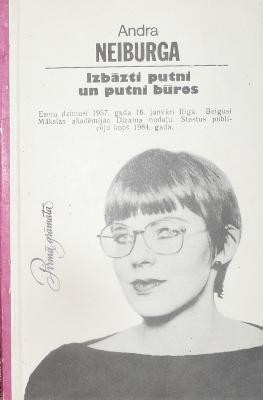 Andra
NEIBURGA
Izbāzti putni
un putni būros
Esmu dzimusi 1957. gada 16. janvārī Rīgā. Beigusi
Mākslas akadēmijas Dizaina nodaļu. Stāstus publi-
cēju kopš 1984. gada.
Pirmā grāmata